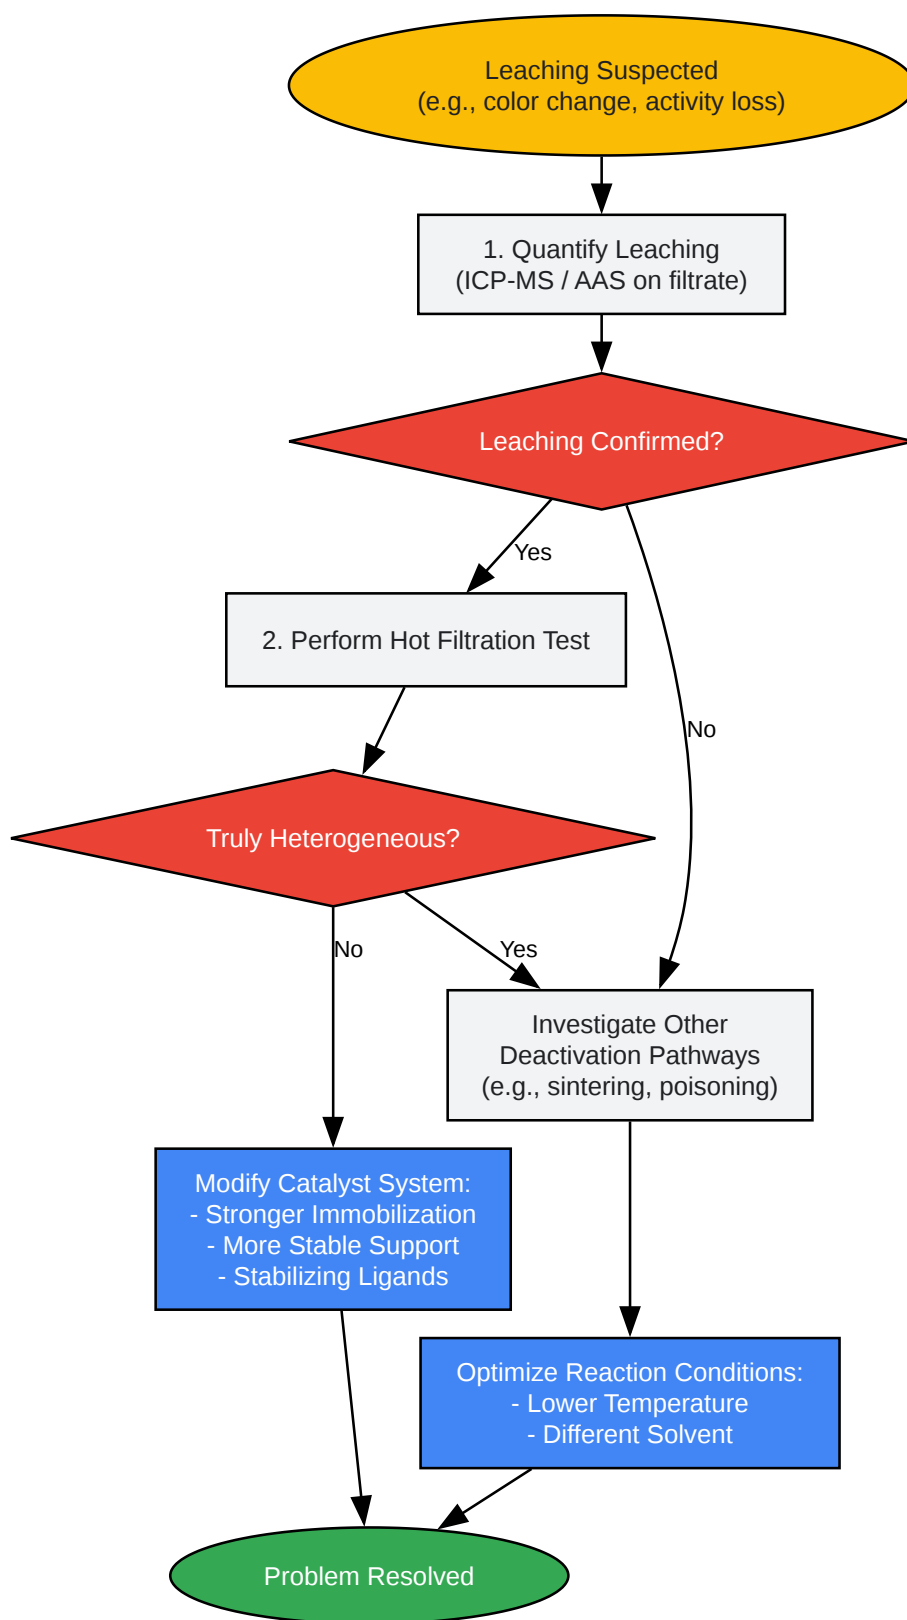 Leaching Suspected
(e.g., color change, activity loss)
1. Quantify Leaching
(ICP-MS / AAS on filtrate)
Leaching Confirmed?
Yes
2. Perform Hot Filtration Test
No
Truly Heterogeneous?
No
Yes
Investigate Other
Deactivation Pathways
(e.g., sintering, poisoning)
Modify Catalyst System:
- Stronger Immobilization
- More Stable Support
- Stabilizing Ligands
Optimize Reaction Conditions:
- Lower Temperature
- Different Solvent
Problem Resolved